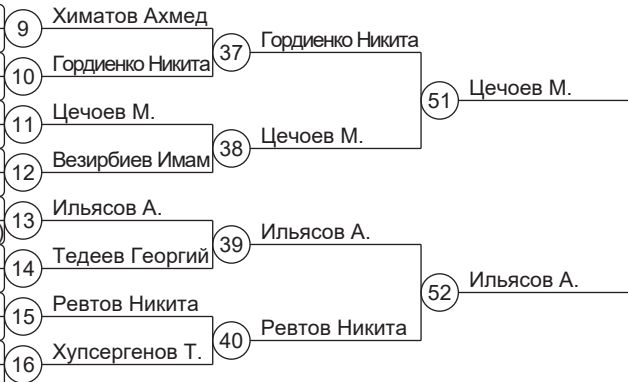 9 Химатов Ахмед
37 Гордиенко Никита
10 Гордиенко Никита
51 Цечоев М.
11 Цечоев М.
38 Цечоев М.
12 Везирбиев Имам
13 Ильясов А.
39 Ильясов А.
14 Тедеев Георгий
52 Ильясов А.
15 Ревтов Никита
40 Ревтов Никита
16 Хупсергенов Т.